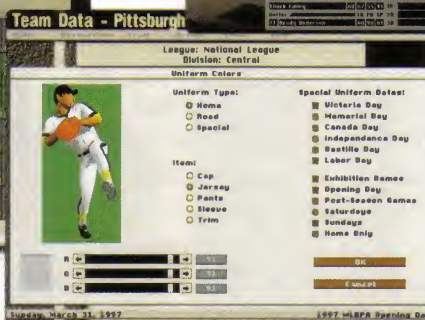 Team Data - Pittsburgh
League: National League
Division: Central
Uniform Colors
Uniform Type:
Home
Road
Special
Item:
Cap
Jersey
Pants
Sleeve
Trim
Special Uniform Dates:
Victoria Day
Memorial Day
Canada Day
Independence Day
Bastille Day
Labor Day
Exhibition Games
Opening Day
Post-Season Games
Saturdays
Sundays
Home Only
R
G
B
OK
Cancel
Sunday, March 31, 1997
1997 MLBPA Opening Da